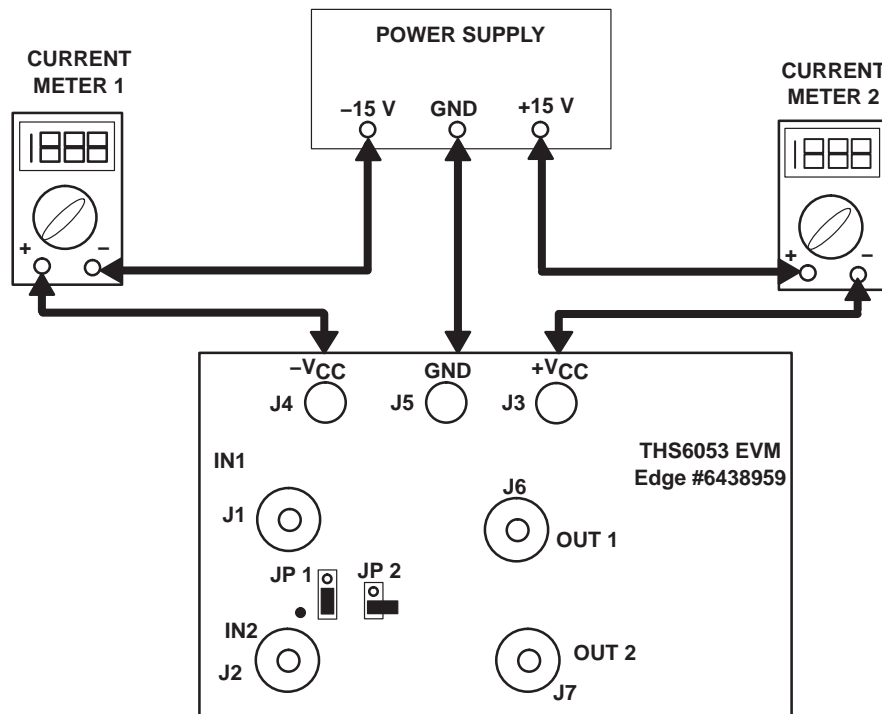 POWER SUPPLY
–15 V GND +15 V
CURRENT
METER 1
+ –
CURRENT
METER 2
+ –
–VCC GND +VCC
J4 J5 J3
THS6053 EVM
Edge #6438959
IN1
J1
J6
OUT 1
JP 1 JP 2
IN2
J2
OUT 2
J7